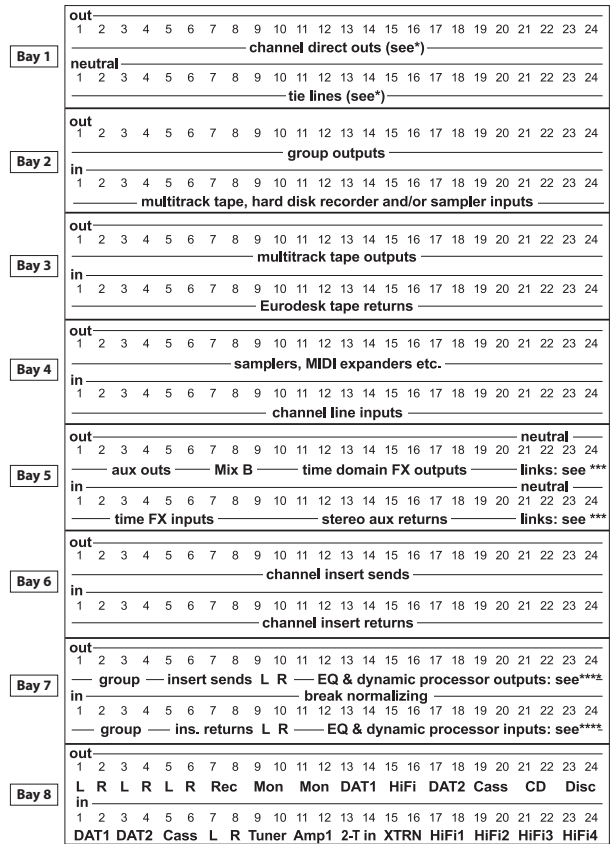 out
1 2 3 4 5 6 7 8 9 10 11 12 13 14 15 16 17 18 19 20 21 22 23 24
channel direct outs (see*)
Bay 1
neutral
1 2 3 4 5 6 7 8 9 10 11 12 13 14 15 16 17 18 19 20 21 22 23 24
tie lines (see*)
out
1 2 3 4 5 6 7 8 9 10 11 12 13 14 15 16 17 18 19 20 21 22 23 24
group outputs
Bay 2
in
1 2 3 4 5 6 7 8 9 10 11 12 13 14 15 16 17 18 19 20 21 22 23 24
multitrack tape, hard disk recorder and/or sampler inputs
out
1 2 3 4 5 6 7 8 9 10 11 12 13 14 15 16 17 18 19 20 21 22 23 24
multitrack tape outputs
Bay 3
in
1 2 3 4 5 6 7 8 9 10 11 12 13 14 15 16 17 18 19 20 21 22 23 24
Eurodesk tape returns
out
1 2 3 4 5 6 7 8 9 10 11 12 13 14 15 16 17 18 19 20 21 22 23 24
samplers, MIDI expanders etc.
Bay 4
in
1 2 3 4 5 6 7 8 9 10 11 12 13 14 15 16 17 18 19 20 21 22 23 24
channel line inputs
out neutral
1 2 3 4 5 6 7 8 9 10 11 12 13 14 15 16 17 18 19 20 21 22 23 24
aux outs Mix B time domain FX outputs links: see ***
Bay 5
in neutral
1 2 3 4 5 6 7 8 9 10 11 12 13 14 15 16 17 18 19 20 21 22 23 24
time FX inputs stereo aux returns links: see ***
out
1 2 3 4 5 6 7 8 9 10 11 12 13 14 15 16 17 18 19 20 21 22 23 24
channel insert sends
Bay 6
in
1 2 3 4 5 6 7 8 9 10 11 12 13 14 15 16 17 18 19 20 21 22 23 24
channel insert returns
out
1 2 3 4 5 6 7 8 9 10 11 12 13 14 15 16 17 18 19 20 21 22 23 24
group insert sends L R EQ & dynamic processor outputs: see****
Bay 7
in break normalizing
1 2 3 4 5 6 7 8 9 10 11 12 13 14 15 16 17 18 19 20 21 22 23 24
group ins. returns L R EQ & dynamic processor inputs: see****
out
1 2 3 4 5 6 7 8 9 10 11 12 13 14 15 16 17 18 19 20 21 22 23 24
L R L R L R Rec Mon Mon DAT1 HiFi DAT2 Cass CD Disc
Bay 8
in
1 2 3 4 5 6 7 8 9 10 11 12 13 14 15 16 17 18 19 20 21 22 23 24
DAT1 DAT2 Cass L R Tuner Amp1 2-T in XTRN HiFi1 HiFi2 HiFi3 HiFi4